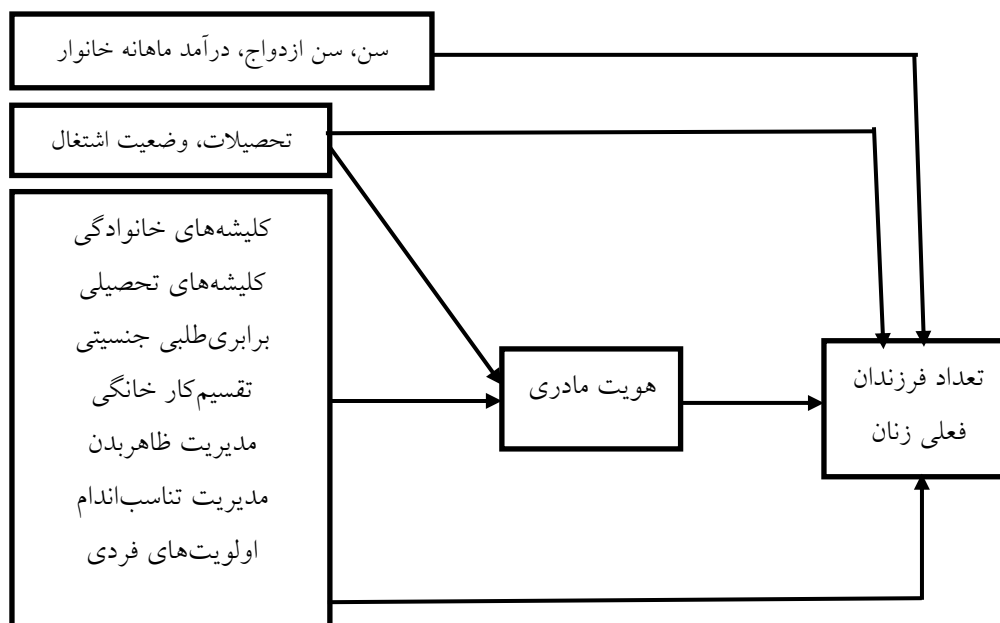 سن، سن ازدواج، درآمد ماهانه خانوار
تحصیلات، وضعیت اشتغال
کلیشه‌های خانوادگی
کلیشه‌های تحصیلی
برابری‌طلبی جنسیتی
تقسیم‌کار خانگی
مدیریت ظاهربدن
مدیریت تناسب‌اندام
اولویت‌های فردی
هویت مادری
تعداد فرزندان
فعلی زنان